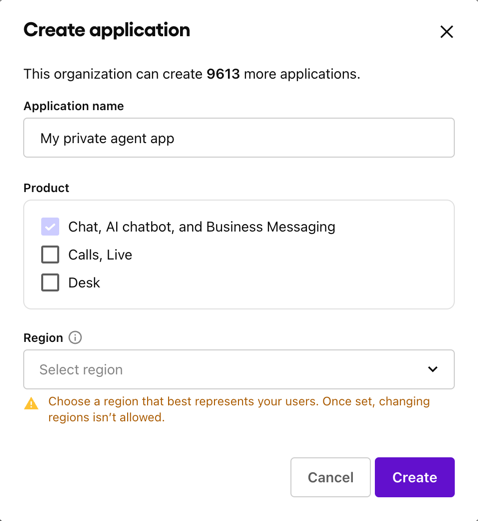 Create application
This organization can create 9613 more applications.
Application name
My private agent app
Product
Chat, AI chatbot, and Business Messaging
Calls, Live
Desk
Region
Select region
Choose a region that best represents your users. Once set, changing
regions isn't allowed.
Cancel
Create